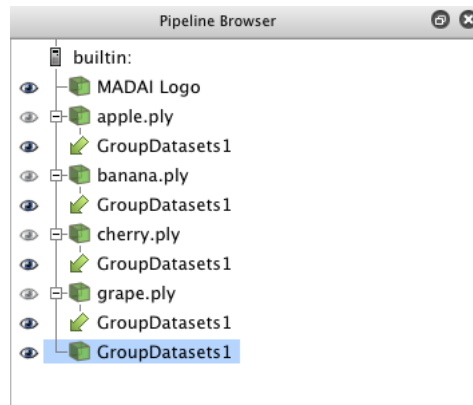 Pipeline Browser
builtin:
MADAI Logo
apple.ply
GroupDatasets1
banana.ply
GroupDatasets1
cherry.ply
GroupDatasets1
grape.ply
GroupDatasets1
GroupDatasets1